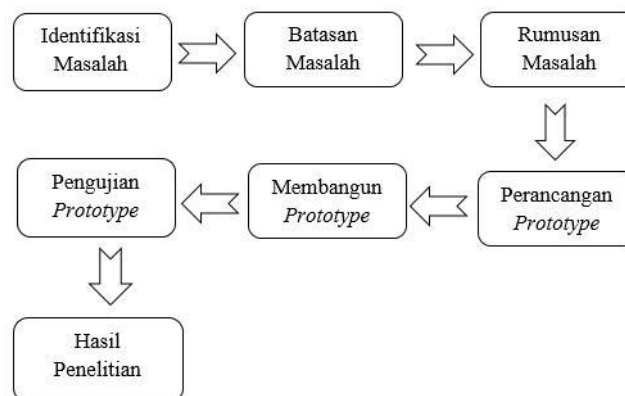 Identifikasi
Masalah
Batasan
Masalah
Rumusan
Masalah
Perancangan
Prototype
Membangun
Prototype
Pengujian
Prototype
Hasil
Penelitian